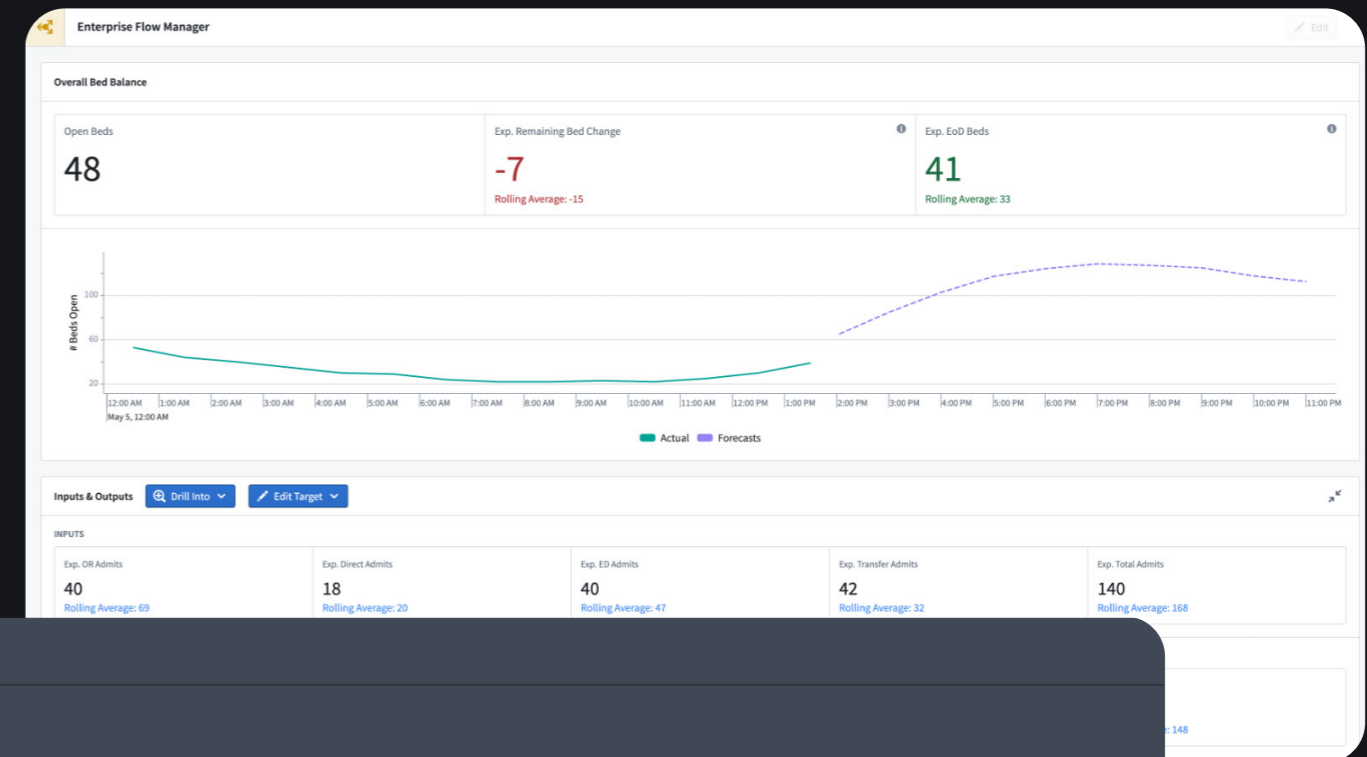 Enterprise Flow Manager
Edit
Overall Bed Balance
Open Beds
48
Exp. Remaining Bed Change
-7
Rolling Average: -15
Exp. EoD Beds
41
Rolling Average: 33
# Beds Open
100
60
20
12:00 AM 1:00 AM 2:00 AM 3:00 AM 4:00 AM 5:00 AM 6:00 AM 7:00 AM 8:00 AM 9:00 AM 10:00 AM 11:00 AM 12:00 PM 1:00 PM 2:00 PM 3:00 PM 4:00 PM 5:00 PM 6:00 PM 7:00 PM 8:00 PM 9:00 PM 10:00 PM 11:00 PM
May 5, 12:00 AM
Actual Forecasts
Inputs & Outputs Drill Into Edit Target
INPUTS
Exp. OR Admits
40
Rolling Average: 69
Exp. Direct Admits
18
Rolling Average: 20
Exp. ED Admits
40
Rolling Average: 47
Exp. Transfer Admits
42
Rolling Average: 32
Exp. Total Admits
140
Rolling Average: 168
: 148